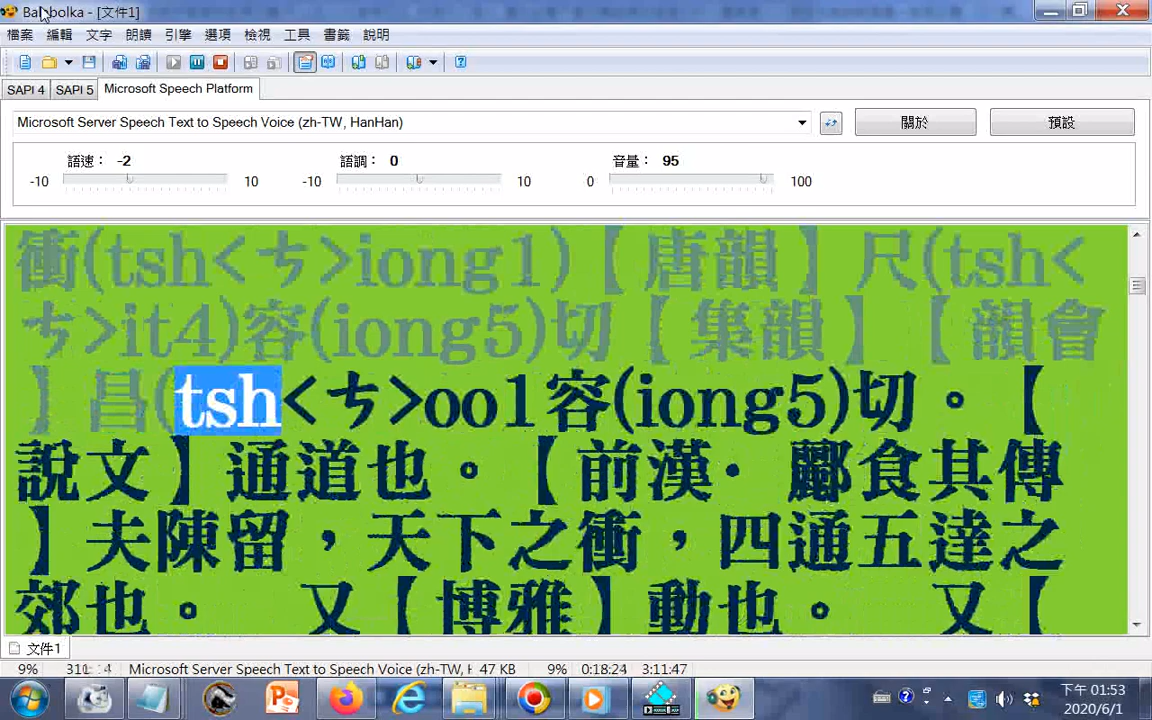 Balabolka - [文件1]
檔案 編輯 文字 朗讀 引擎 選項 檢視 工具 書籤 說明
SAPI 4 SAPI 5 Microsoft Speech Platform
Microsoft Server Speech Text to Speech Voice (zh-TW, HanHan) 關於 預設
語速： -2 語調： 0 音量： 95
-10 10 -10 10 0 100
衝(tsh<ち>iong1)【唐韻】尺(tsh<
ち>it4)容(iong5)切【集韻】【韻會
】昌(tsh<ち>oo1容(iong5)切。【
說文】通道也。【前漢·酈食其傳
】夫陳留，天下之衝，四通五達之
郊也。 又【博雅】動也。 又【
文件1
9% Microsoft Server Speech Text to Speech Voice (zh-TW, H 47 KB 9% 0:18:24 3:11:47
下午 01:53
2020/6/1